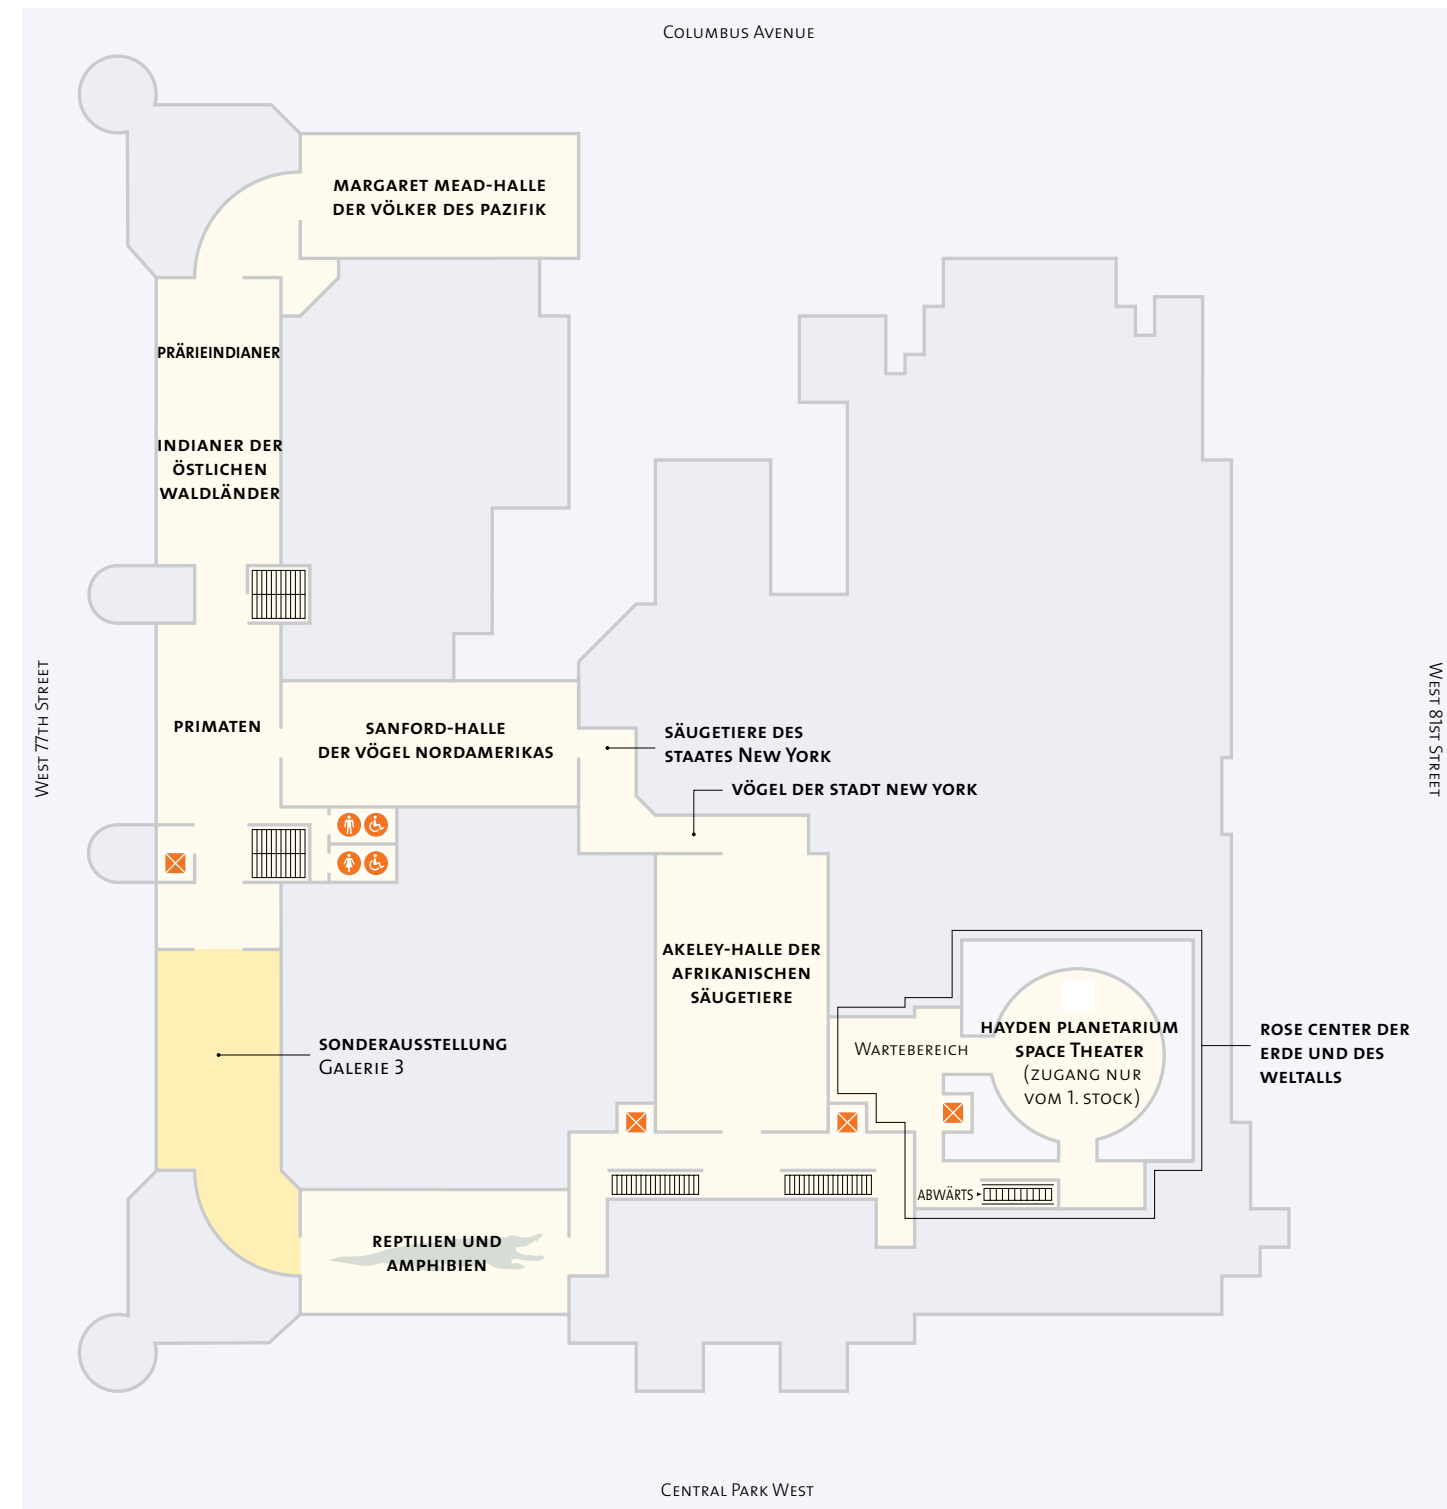 Columbus Avenue
MARGARET MEAD-HALLE
DER VÖLKER DES PAZIFIK
PRÄRIEINDIANER
INDIANER DER
ÖSTLICHEN
WALDLÄNDER
West 77th Street
West 81st Street
PRIMATEN
SANFORD-HALLE
DER VÖGEL NORDAMERIKAS
SÄUGETIERE DES
STAATES New York
VÖGEL DER STADT NEW YORK
AKELEY-HALLE DER
AFRIKANISCHEN
SÄUGETIERE
SONDERAUSSTELLUNG
Galerie 3
Wartebereich
HAYDEN PLANETARIUM
SPACE Theater
(ZUGANG NUR
VOM 1. STOCK)
ROSE CENTER DER
ERDE UND DES
WELTALLS
ABWÄRTS
REPTILIEN UND
AMPHIBIEN
Central Park West